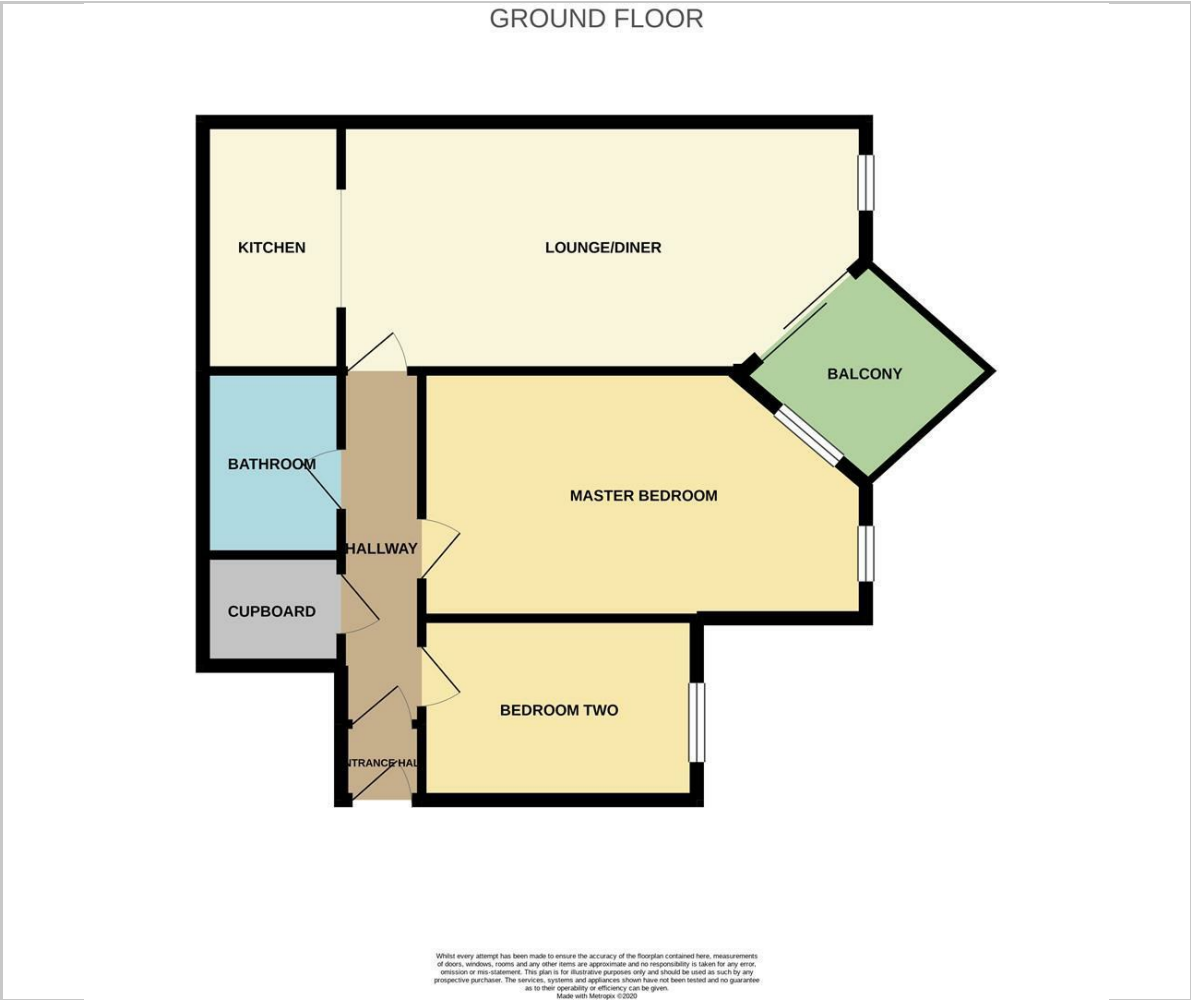 GROUND FLOOR
KITCHEN
LOUNGE/DINER
BALCONY
BATHROOM
MASTER BEDROOM
HALLWAY
CUPBOARD
BEDROOM TWO
NTRANCE HAL
Whilst every attempt has been made to ensure the accuracy of the floorplan contained here, measurements
of doors, windows, rooms and any other items are approximate and no responsibility is taken for any error,
omission or mis-statement. This plan is for illustrative purposes only and should be used as such by any
prospective purchaser. The services, systems and appliances shown have not been tested and no guarantee
as to their operability or efficiency can be given.
Made with Metropix ©2020